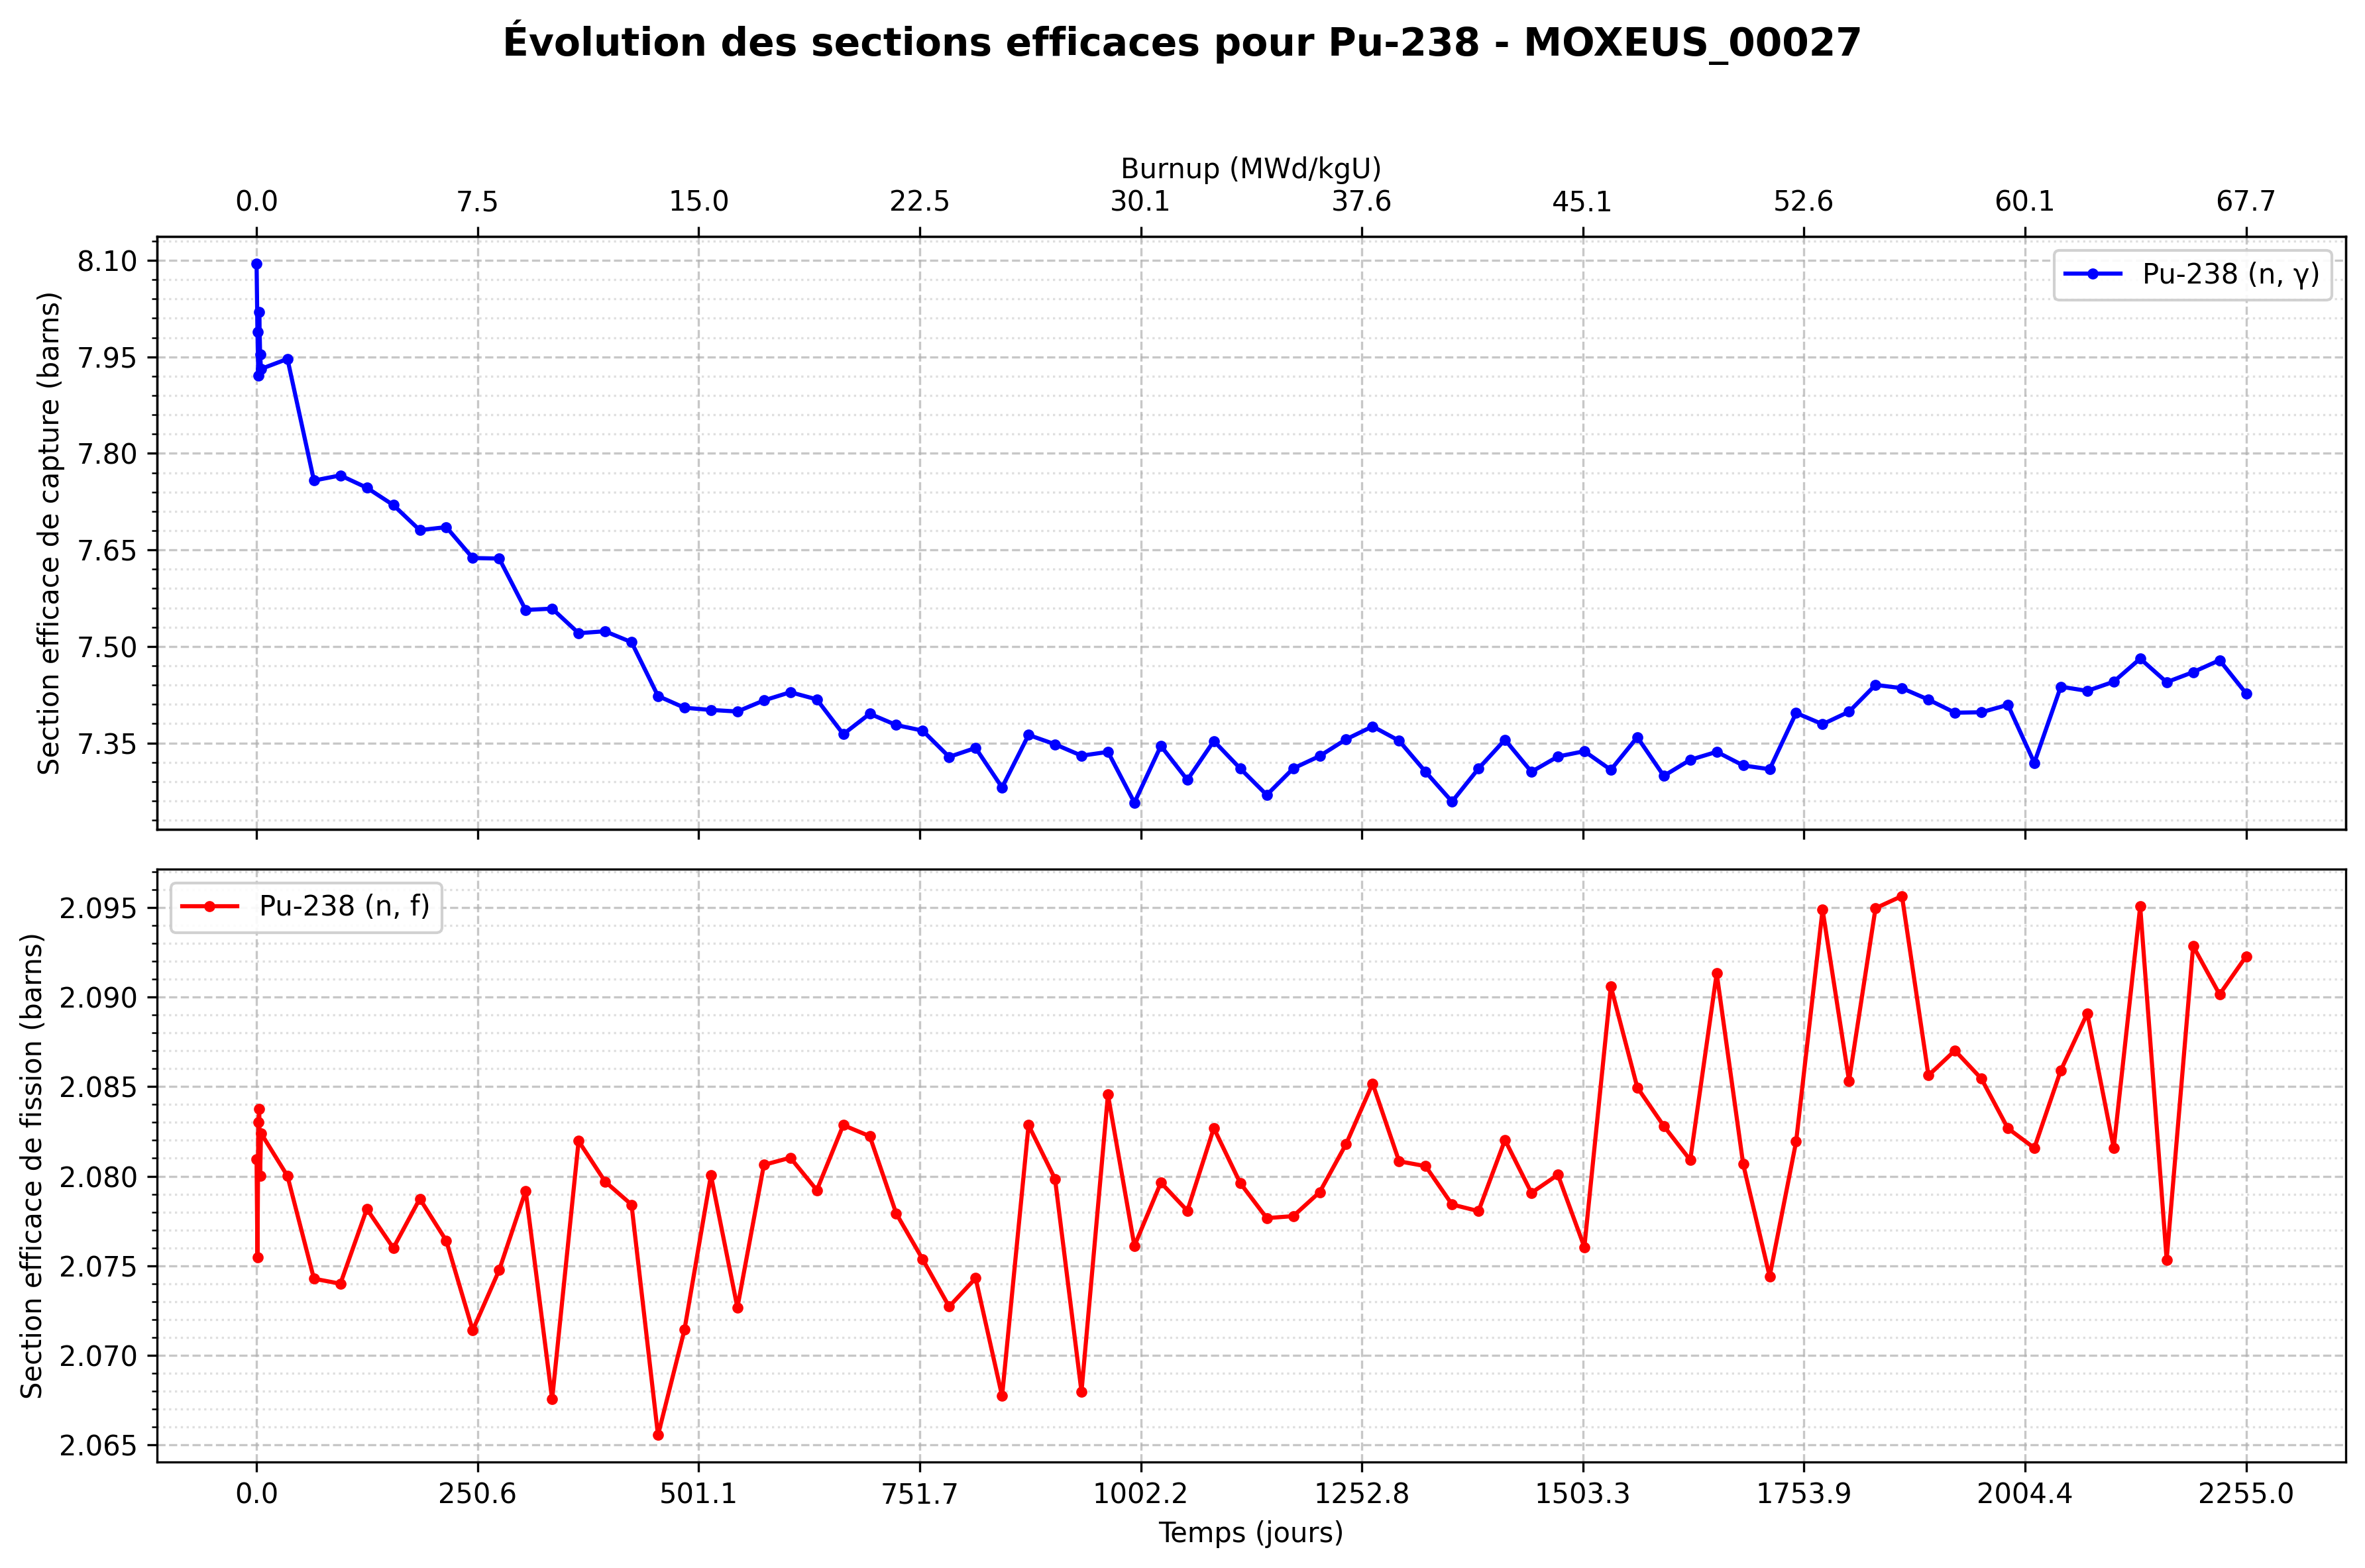 Évolution des sections efficaces pour Pu-238 - MOXEUS_00027
Burnup (MWd/kgU)
0.0 7.5 15.0 22.5 30.1 37.6 45.1 52.6 60.1 67.7
Section efficace de capture (barns)
8.10
7.95
7.80
7.65
7.50
7.35
Pu-238 (n, γ)
Section efficace de fission (barns)
2.095
2.090
2.085
2.080
2.075
2.070
2.065
Pu-238 (n, f)
0.0 250.6 501.1 751.7 1002.2 1252.8 1503.3 1753.9 2004.4 2255.0
Temps (jours)